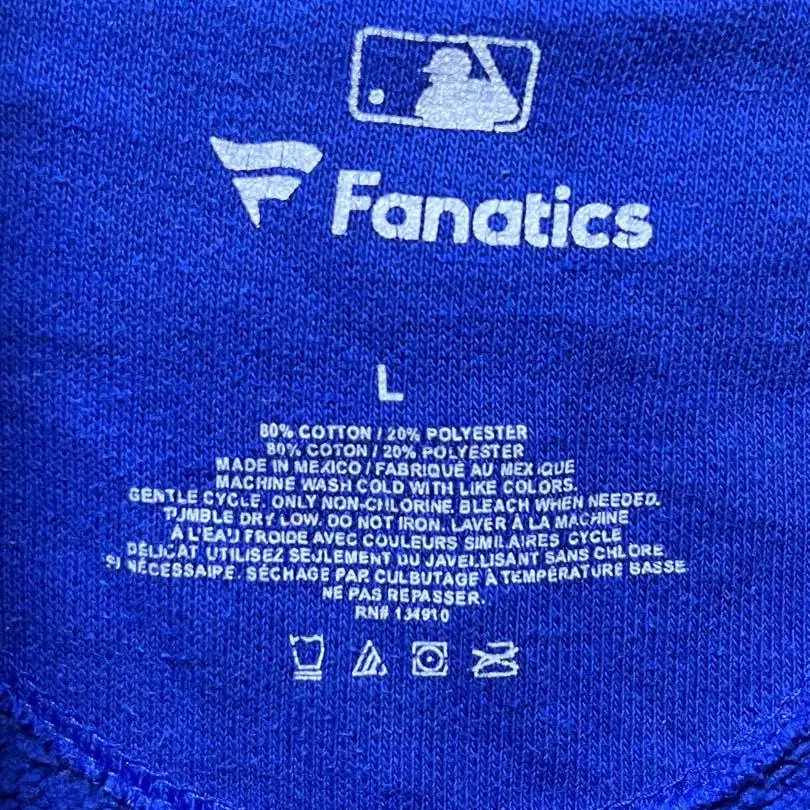 Fanatics
L
80% COTTON / 20% POLYESTER
80% COTON / 20% POLYESTER
MADE IN MEXICO / FABRIQUÉ AU MEXIQUE
MACHINE WASH COLD WITH LIKE COLORS.
GENTLE CYCLE. ONLY NON-CHLORINE BLEACH WHEN NEEDED.
TUMBLE DRY LOW. DO NOT IRON. LAVER À LA MACHINE
À L'EAU FROIDE AVEC COULEURS SIMILAIRES. CYCLE
DÉLICAT. UTILISEZ SEULEMENT DU JAVELLISANT SANS CHLORE
SI NÉCESSAIRE. SÉCHAGE PAR CULBUTAGE À TEMPÉRATURE BASSE.
NE PAS REPASSER.
RN# 134910